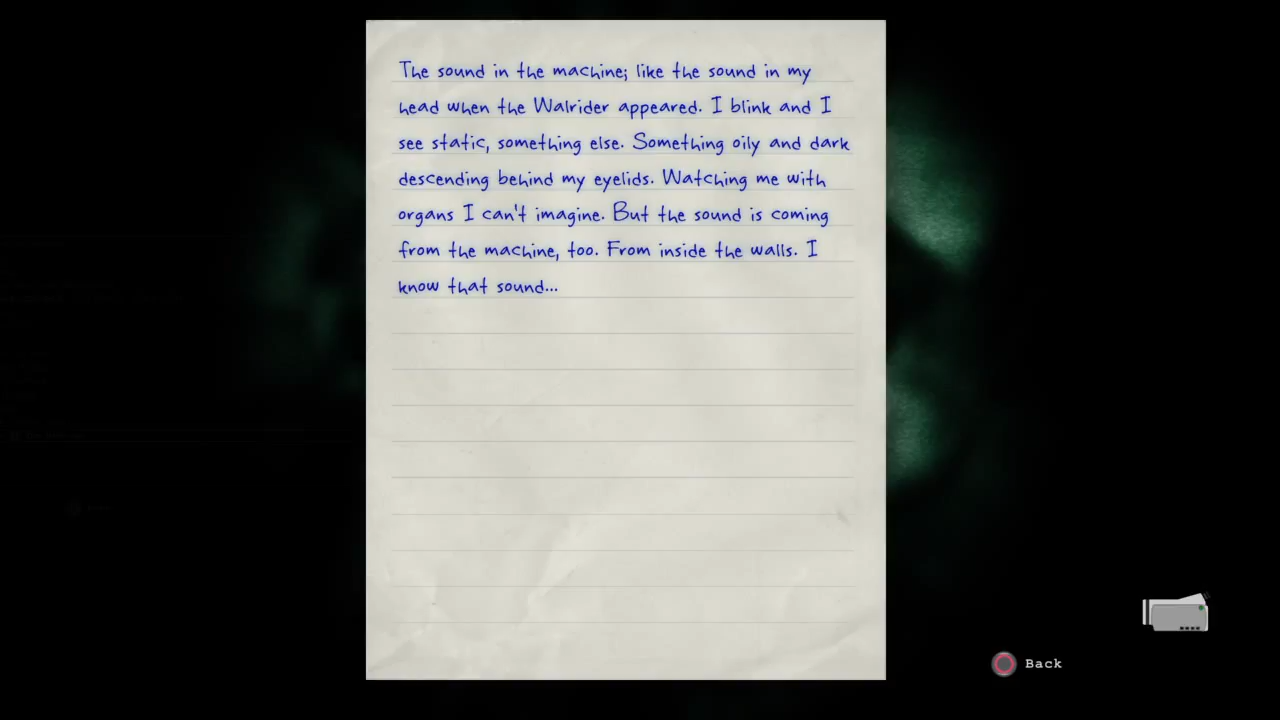 The sound in the machine; like the sound in my
head when the Walrider appeared. I blink and I
see static, something else. Something oily and dark
descending behind my eyelids. Watching me with
organs I can't imagine. But the sound is coming
from the machine, too. From inside the walls. I
know that sound...
Back